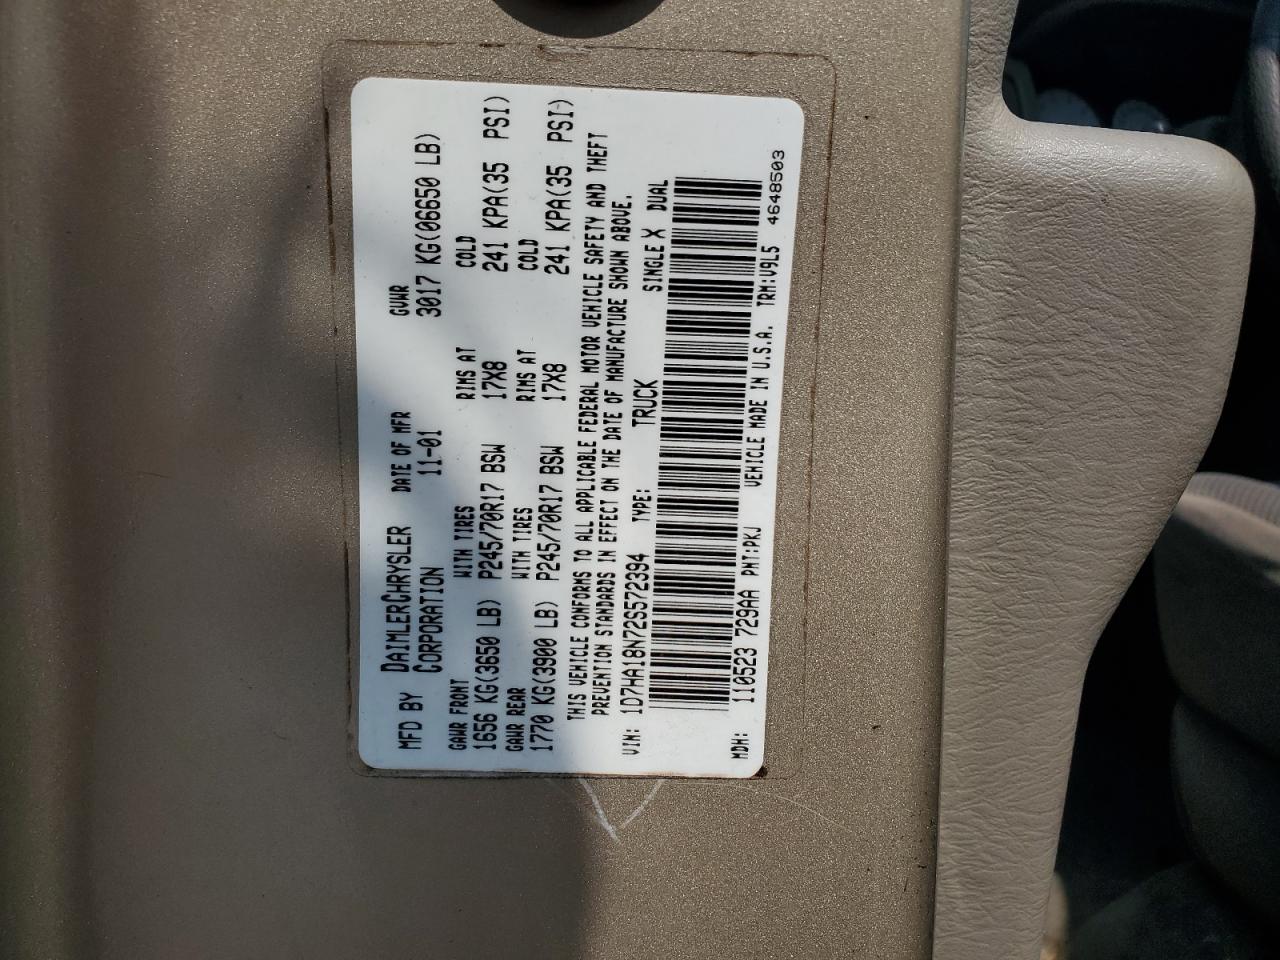 MFD BY DAIMLERCHRYSLER DATE OF MFR GVWR
CORPORATION 11-01 3017 KG(06650 LB)
GAWR FRONT WITH TIRES RIMS AT COLD
1656 KG(3650 LB) P245/70R17 BSW 17X8 241 KPA(35 PSI)
GAWR REAR WITH TIRES RIMS AT COLD
1770 KG(3900 LB) P245/70R17 BSW 17X8 241 KPA(35 PSI)
THIS VEHICLE CONFORMS TO ALL APPLICABLE FEDERAL MOTOR VEHICLE SAFETY AND THEFT
PREVENTION STANDARDS IN EFFECT ON THE DATE OF MANUFACTURE SHOWN ABOVE.
VIN: 1D7HA18N72S572394 TYPE: TRUCK SINGLE X DUAL
MDH: 110523 729AA PNT:PKJ VEHICLE MADE IN U.S.A. TRM:V9L5 4648503